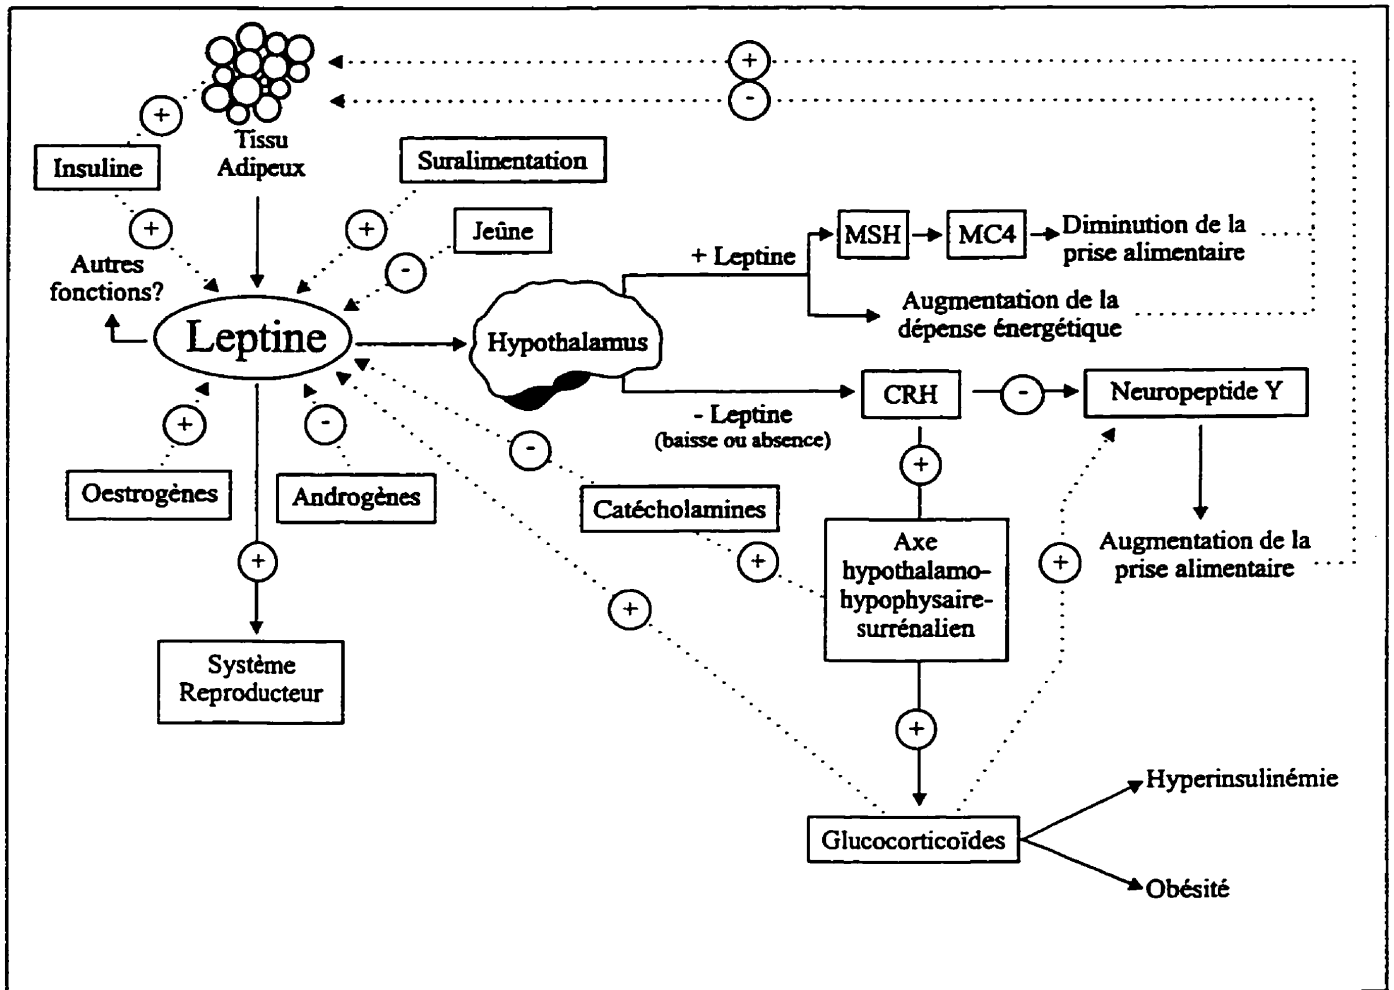 +
-
+
Tissu
Adipeux
Insuline
Suralimentation
Jeûne
+
+
-
Autres
fonctions?
Leptine
Hypothalamus
+ Leptine
MSH
MC4
Diminution de la
prise alimentaire
Augmentation de la
dépense énergétique
- Leptine
(baisse ou absence)
CRH
-
Neuropeptide Y
+
-
-
+
Oestrogènes
Androgènes
Catécholamines
Axe
hypothalamo-
hypophysaire-
surrénalien
Augmentation de la
prise alimentaire
+
+
+
+
Système
Reproducteur
+
Glucocorticoïdes
Hyperinsulinémie
Obésité